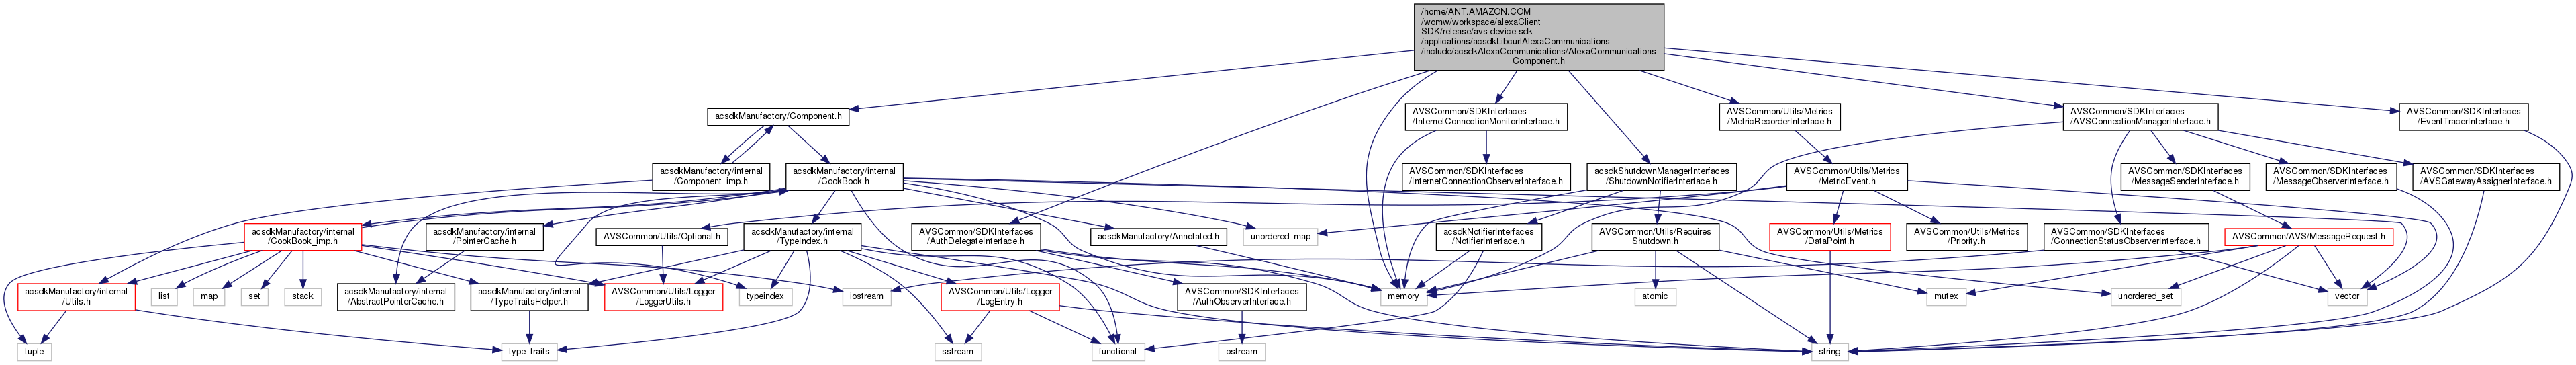 /home/ANT.AMAZON.COM
/womw/workspace/alexaClient
SDK/release/avs-device-sdk
/applications/acsdkLibcurlAlexaCommunications
/include/acsdkAlexaCommunications/AlexaCommunications
Component.h
acsdkManufactory/Component.h
AVSCommon/SDKInterfaces
/InternetConnectionMonitorInterface.h
AVSCommon/Utils/Metrics
/MetricRecorderInterface.h
AVSCommon/SDKInterfaces
/AVSConnectionManagerInterface.h
AVSCommon/SDKInterfaces
/EventTracerInterface.h
acsdkManufactory/internal
/Component_imp.h
acsdkManufactory/internal
/CookBook.h
AVSCommon/SDKInterfaces
/InternetConnectionObserverInterface.h
acsdkShutdownManagerInterfaces
/ShutdownNotifierInterface.h
AVSCommon/Utils/Metrics
/MetricEvent.h
AVSCommon/SDKInterfaces
/MessageSenderInterface.h
AVSCommon/SDKInterfaces
/MessageObserverInterface.h
AVSCommon/SDKInterfaces
/AVSGatewayAssignerInterface.h
acsdkManufactory/internal
/CookBook_imp.h
acsdkManufactory/internal
/PointerCache.h
AVSCommon/Utils/Optional.h
acsdkManufactory/internal
/TypeIndex.h
AVSCommon/SDKInterfaces
/AuthDelegateInterface.h
acsdkManufactory/Annotated.h
unordered_map
acsdkNotifierInterfaces
/NotifierInterface.h
AVSCommon/Utils/Requires
Shutdown.h
AVSCommon/Utils/Metrics
/DataPoint.h
AVSCommon/Utils/Metrics
/Priority.h
AVSCommon/SDKInterfaces
/ConnectionStatusObserverInterface.h
AVSCommon/AVS/MessageRequest.h
acsdkManufactory/internal
/Utils.h
list
map
set
stack
acsdkManufactory/internal
/AbstractPointerCache.h
acsdkManufactory/internal
/TypeTraitsHelper.h
AVSCommon/Utils/Logger
/LoggerUtils.h
typeindex
iostream
AVSCommon/Utils/Logger
/LogEntry.h
AVSCommon/SDKInterfaces
/AuthObserverInterface.h
memory
atomic
mutex
unordered_set
vector
tuple
type_traits
sstream
functional
ostream
string